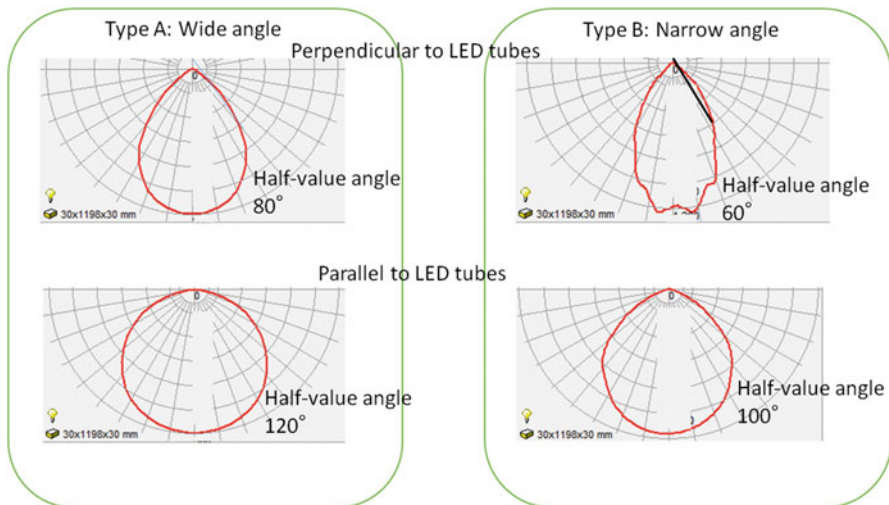 Type A: Wide angle
Type B: Narrow angle
Perpendicular to LED tubes
0
0
Half-value angle
80°
Half-value angle
60°
30x1198x30 mm
30x1198x30 mm
Parallel to LED tubes
0
0
Half-value angle
120°
Half-value angle
100°
30x1198x30 mm
30x1198x30 mm